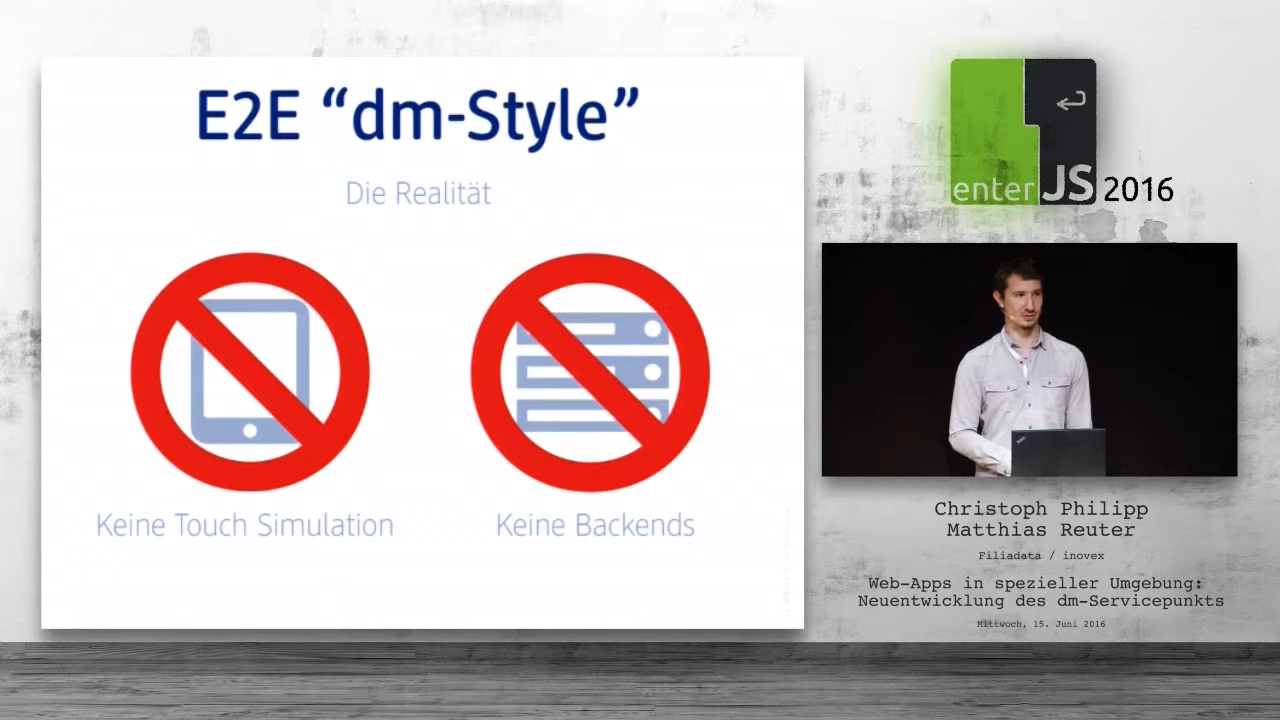 E2E “dm-Style”
Die Realität
Keine Touch Simulation
Keine Backends
enter JS 2016
Christoph Philipp
Matthias Reuter
Filiadata / inovex
Web-Apps in spezieller Umgebung:
Neuentwicklung des dm-Servicepunkts
Mittwoch, 15. Juni 2016